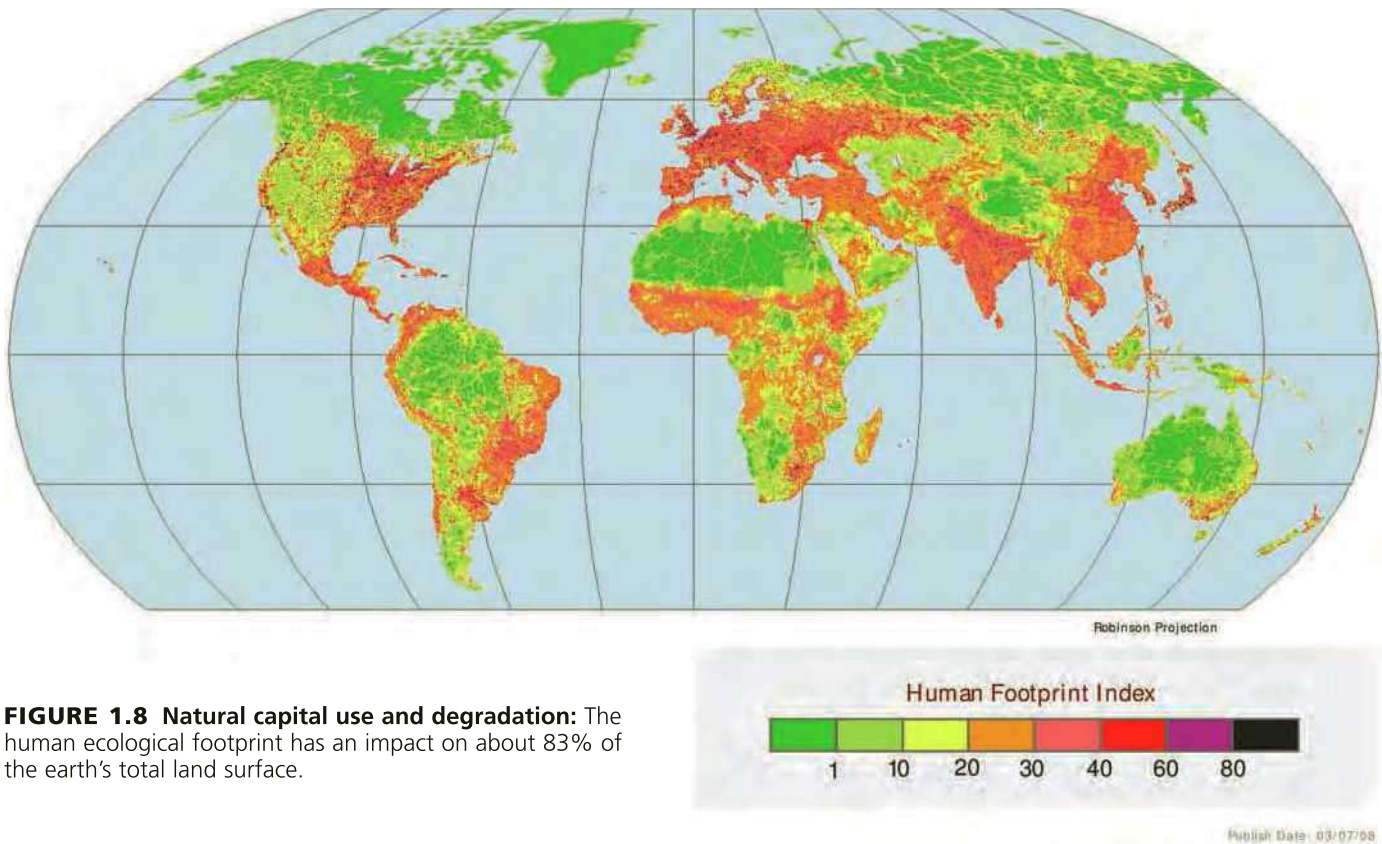 Robinson Projection
FIGURE 1.8 Natural capital use and degradation: The
human ecological footprint has an impact on about 83% of
the earth's total land surface.
Human Footprint Index
1 10 20 30 40 60 80
Publish Date: 03/07/08